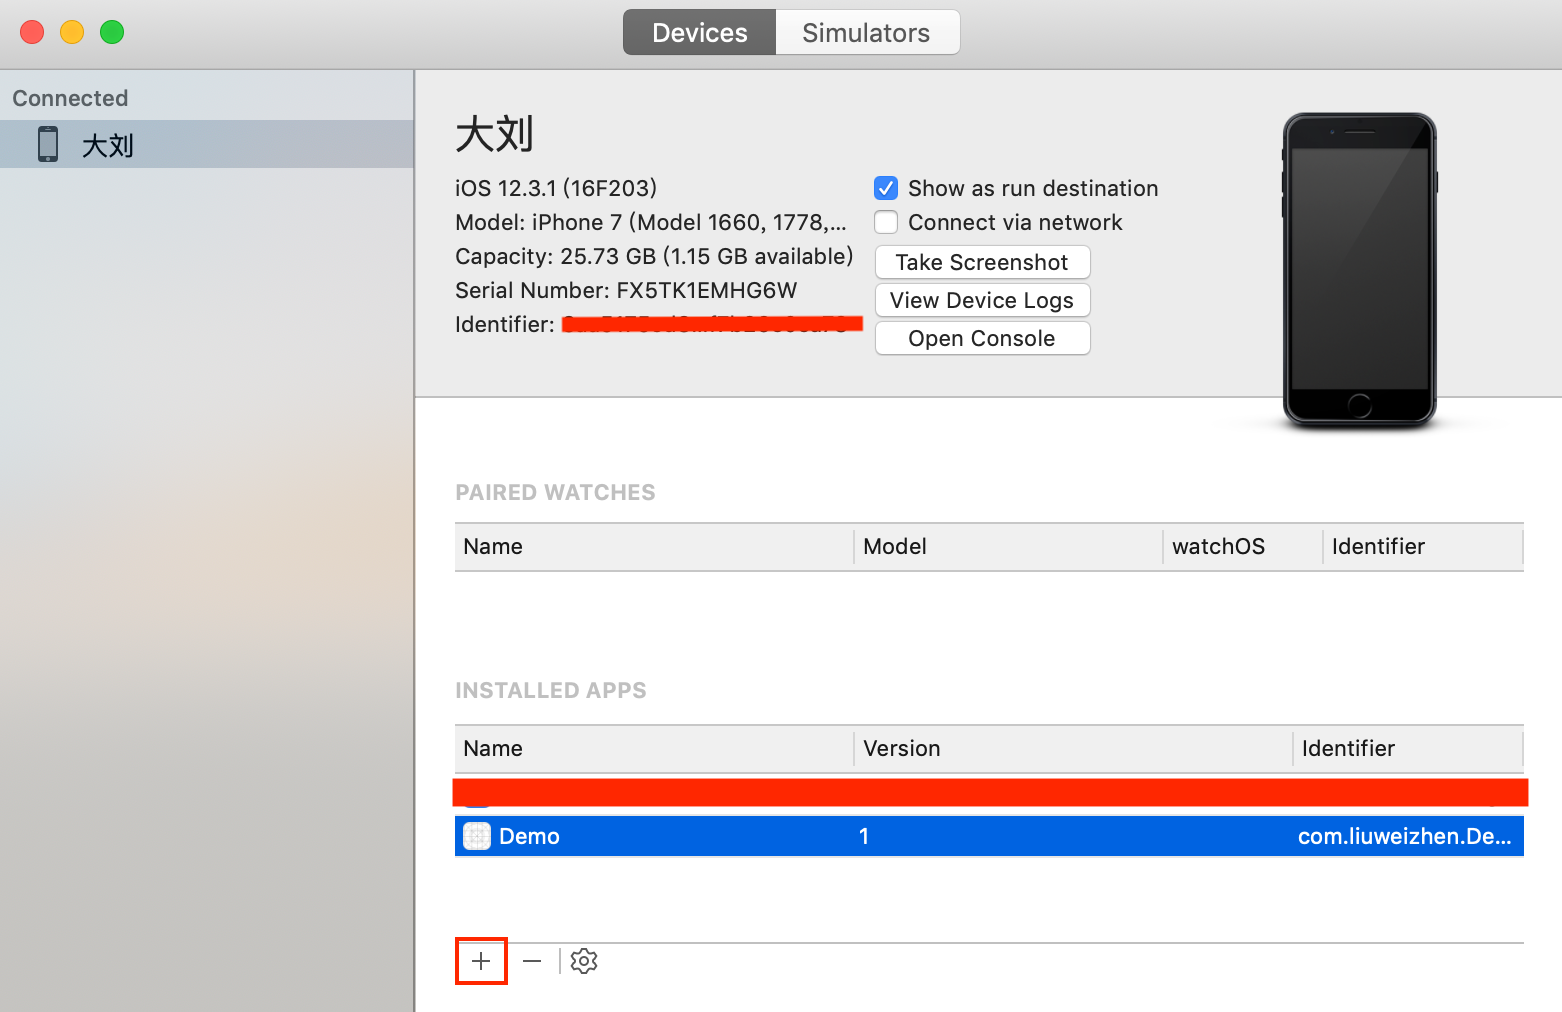 Devices
Simulators
Connected
大刘
大刘
iOS 12.3.1 (16F203)
Model: iPhone 7 (Model 1660, 1778,...
Capacity: 25.73 GB (1.15 GB available)
Serial Number: FX5TK1EMHG6W
Identifier:
Show as run destination
Connect via network
Take Screenshot
View Device Logs
Open Console
PAIRED WATCHES
Name Model watchOS Identifier
INSTALLED APPS
Name Version Identifier
Demo 1 com.liuweizhen.De...